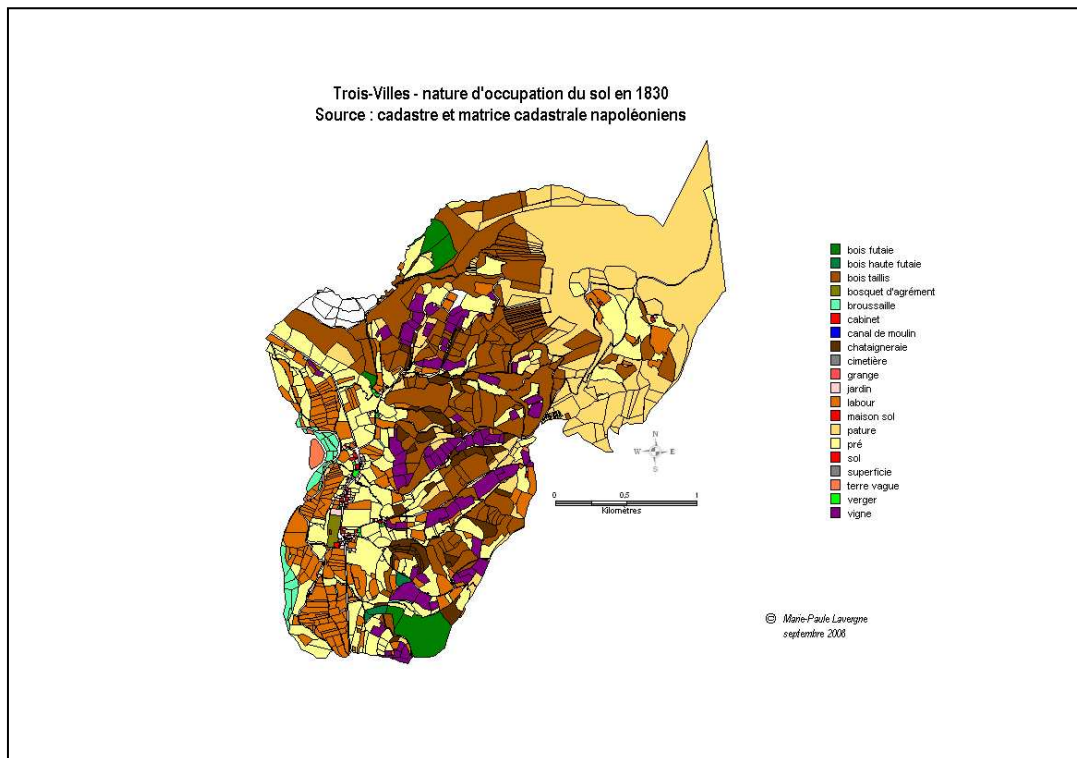 Trois-Villes - nature d'occupation du sol en 1830
Source : cadastre et matrice cadastrale napoléoniens
bois futaie
bois haute futaie
bois taillis
bosquet d'agrément
broussaille
cabinet
canal de moulin
chataigneraie
cimetière
grange
jardin
labour
maison sol
pature
pré
sol
superficie
terre vague
verger
vigne
N
W E
S
0 0,5 1
Kilomètres
© Marie-Paule Lavergne
septembre 2006